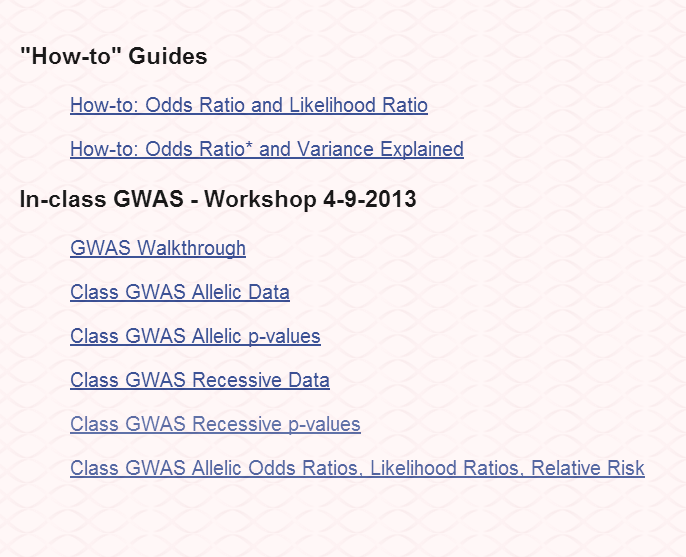 "How-to" Guides
How-to: Odds Ratio and Likelihood Ratio
How-to: Odds Ratio* and Variance Explained
In-class GWAS - Workshop 4-9-2013
GWAS Walkthrough
Class GWAS Allelic Data
Class GWAS Allelic p-values
Class GWAS Recessive Data
Class GWAS Recessive p-values
Class GWAS Allelic Odds Ratios, Likelihood Ratios, Relative Risk